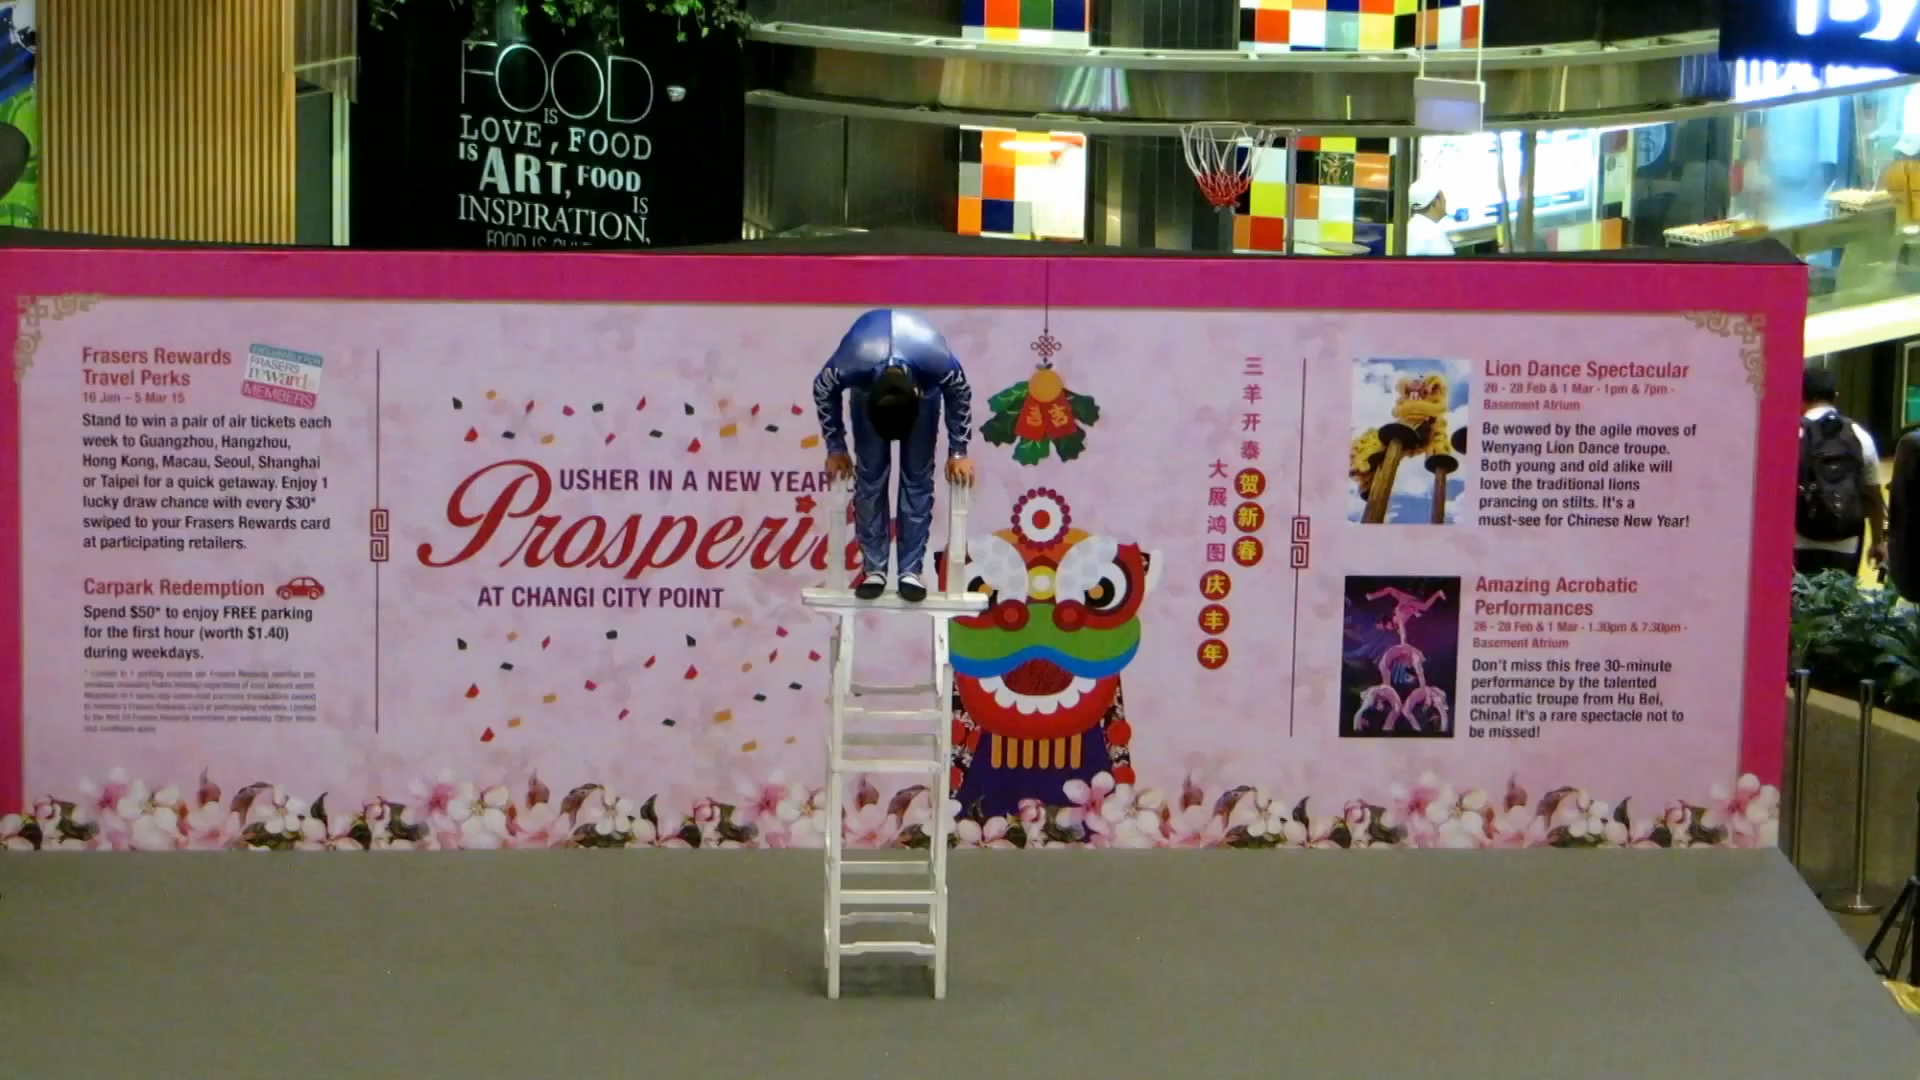 FOOD
IS
LOVE, FOOD
IS ART, FOOD
IS
INSPIRATION,
Frasers Rewards
Travel Perks
16 Jan – 5 Mar 15
EXCLUSIVELY FOR
FRASERS
rewards
MEMBERS
Stand to win a pair of air tickets each
week to Guangzhou, Hangzhou,
Hong Kong, Macau, Seoul, Shanghai
or Taipei for a quick getaway. Enjoy 1
lucky draw chance with every $30*
swiped to your Frasers Rewards card
at participating retailers.
Carpark Redemption
Spend $50* to enjoy FREE parking
for the first hour (worth $1.40)
during weekdays.
USHER IN A NEW YEAR
Prosperi
AT CHANGI CITY POINT
三羊开泰贺新春
大展鸿图庆丰年
Lion Dance Spectacular
26 - 28 Feb & 1 Mar · 1pm & 7pm ·
Basement Atrium
Be wowed by the agile moves of
Wenyang Lion Dance troupe.
Both young and old alike will
love the traditional lions
prancing on stilts. It's a
must-see for Chinese New Year!
Amazing Acrobatic
Performances
26 - 28 Feb & 1 Mar · 1.30pm & 7.30pm ·
Basement Atrium
Don't miss this free 30-minute
performance by the talented
acrobatic troupe from Hu Bei,
China! It's a rare spectacle not to
be missed!